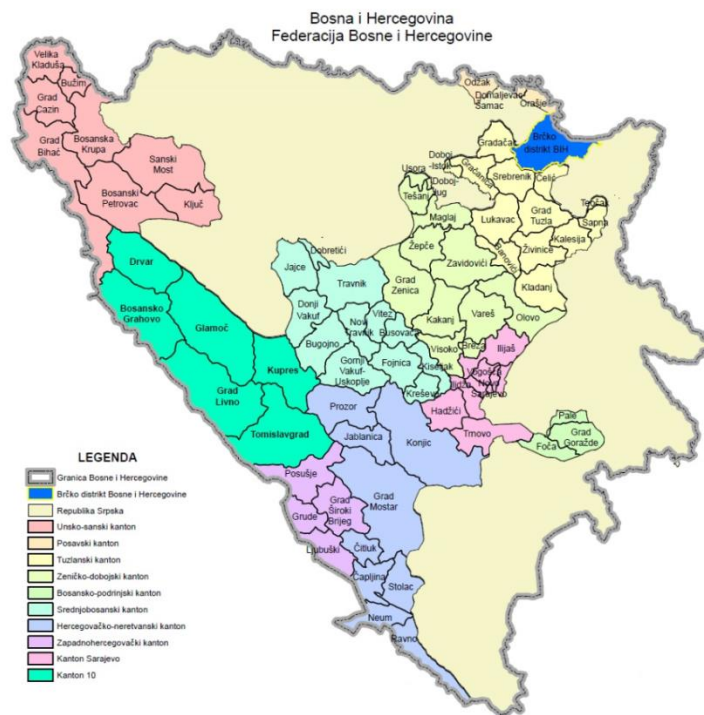 Bosna i Hercegovina
Federacija Bosne i Hercegovine
Velika
Kladuša
Bužim
Grad
Cazin
Grad
Bihać
Bosanska
Krupa
Sanski
Most
Bosanski
Petrovac
Ključ
Odžak
Domaljevac
Šamac
Orašje
Brčko
distrikt BIH
Gradačac
Doboj
-Istok
Gračanica
Srebrenik
Čelić
Usora
Doboj-
jug
Tešanj
Maglaj
Lukavac
Grad
Tuzla
Teočak
Sapna
Kalesija
Živinice
Banovići
Kladanj
Žepče
Zavidovići
Grad
Zenica
Kakanj
Vareš
Olovo
Visoko
Breza
Dobretići
Jajce
Travnik
Donji
Vakuf
Vitez
Novi
Travnik
Busovača
Bugojno
Gornji
Vakuf-
Uskoplje
Fojnica
Kiseljak
Kreševo
Ilijaš
Vogošća
Ilidža
Novo
Sarajevo
Hadžići
Trnovo
Pale
Grad
Goražde
Foča
Drvar
Bosansko
Grahovo
Glamoč
Kupres
Grad
Livno
Tomislavgrad
Prozor
Jablanica
Konjic
Grad
Mostar
Posušje
Grad
Široki
Brijeg
Grude
Ljubuški
Čitluk
Čapljina
Stolac
Neum
Ravno
LEGENDA
Granica Bosne i Hercegovine
Brčko distrikt Bosne i Hercegovine
Republika Srpska
Unsko-sanski kanton
Posavski kanton
Tuzlanski kanton
Zeničko-dobojski kanton
Bosansko-podrinjski kanton
Srednjobosanski kanton
Hercegovačko-neretvanski kanton
Zapadnohercegovački kanton
Kanton Sarajevo
Kanton 10